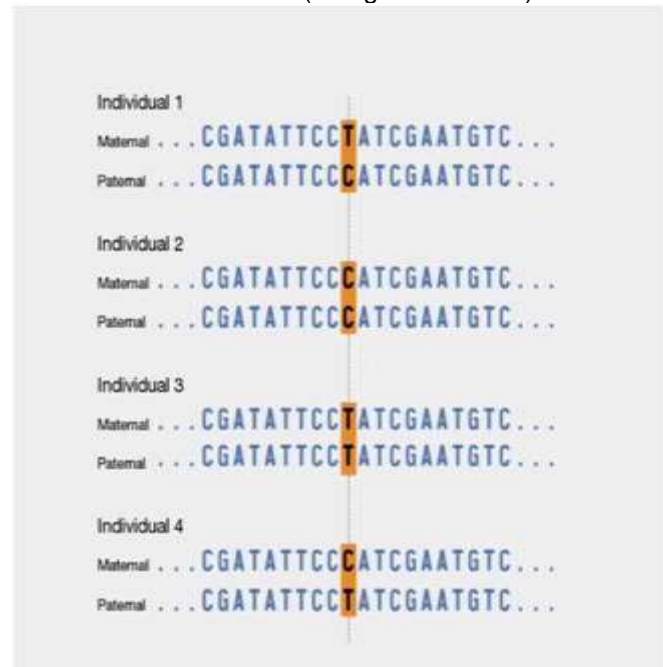 Individual 1
Maternal ...CGATATTCCTATCGAATGTC...
Paternal ...CGATATTCCCATCGAATGTC...
Individual 2
Maternal ...CGATATTCCCATCGAATGTC...
Paternal ...CGATATTCCCATCGAATGTC...
Individual 3
Maternal ...CGATATTCCTATCGAATGTC...
Paternal ...CGATATTCCTATCGAATGTC...
Individual 4
Maternal ...CGATATTCCCATCGAATGTC...
Paternal ...CGATATTCCTATCGAATGTC...